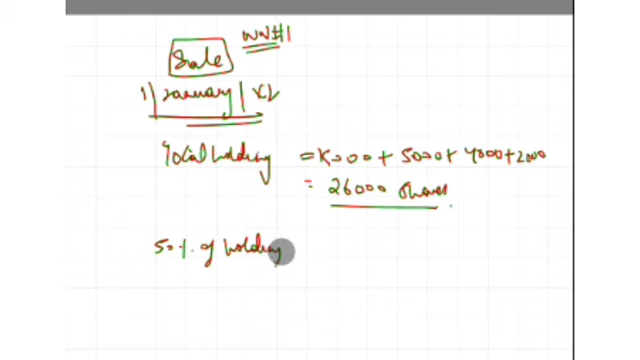 WN#1
Sale
1 | January | X2
Total holding = 15000 + 5000 + 4000 + 2000
= 26000 Shares
50% of holding